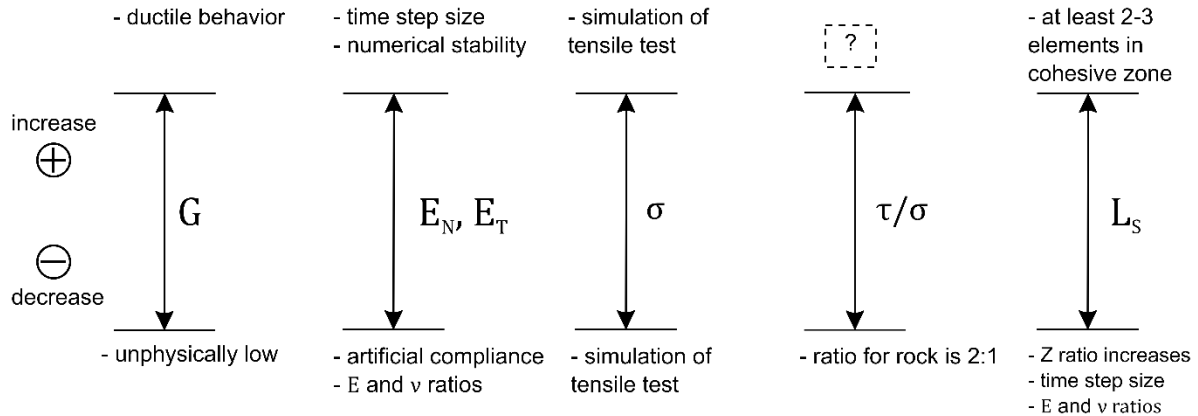 - ductile behavior
- time step size
- numerical stability
- simulation of
tensile test
?
- at least 2-3
elements in
cohesive zone
increase
+
G
E_N, E_T
σ
τ/σ
L_S
−
decrease
- unphysically low
- artificial compliance
- E and ν ratios
- simulation of
tensile test
- ratio for rock is 2:1
- Z ratio increases
- time step size
- E and ν ratios